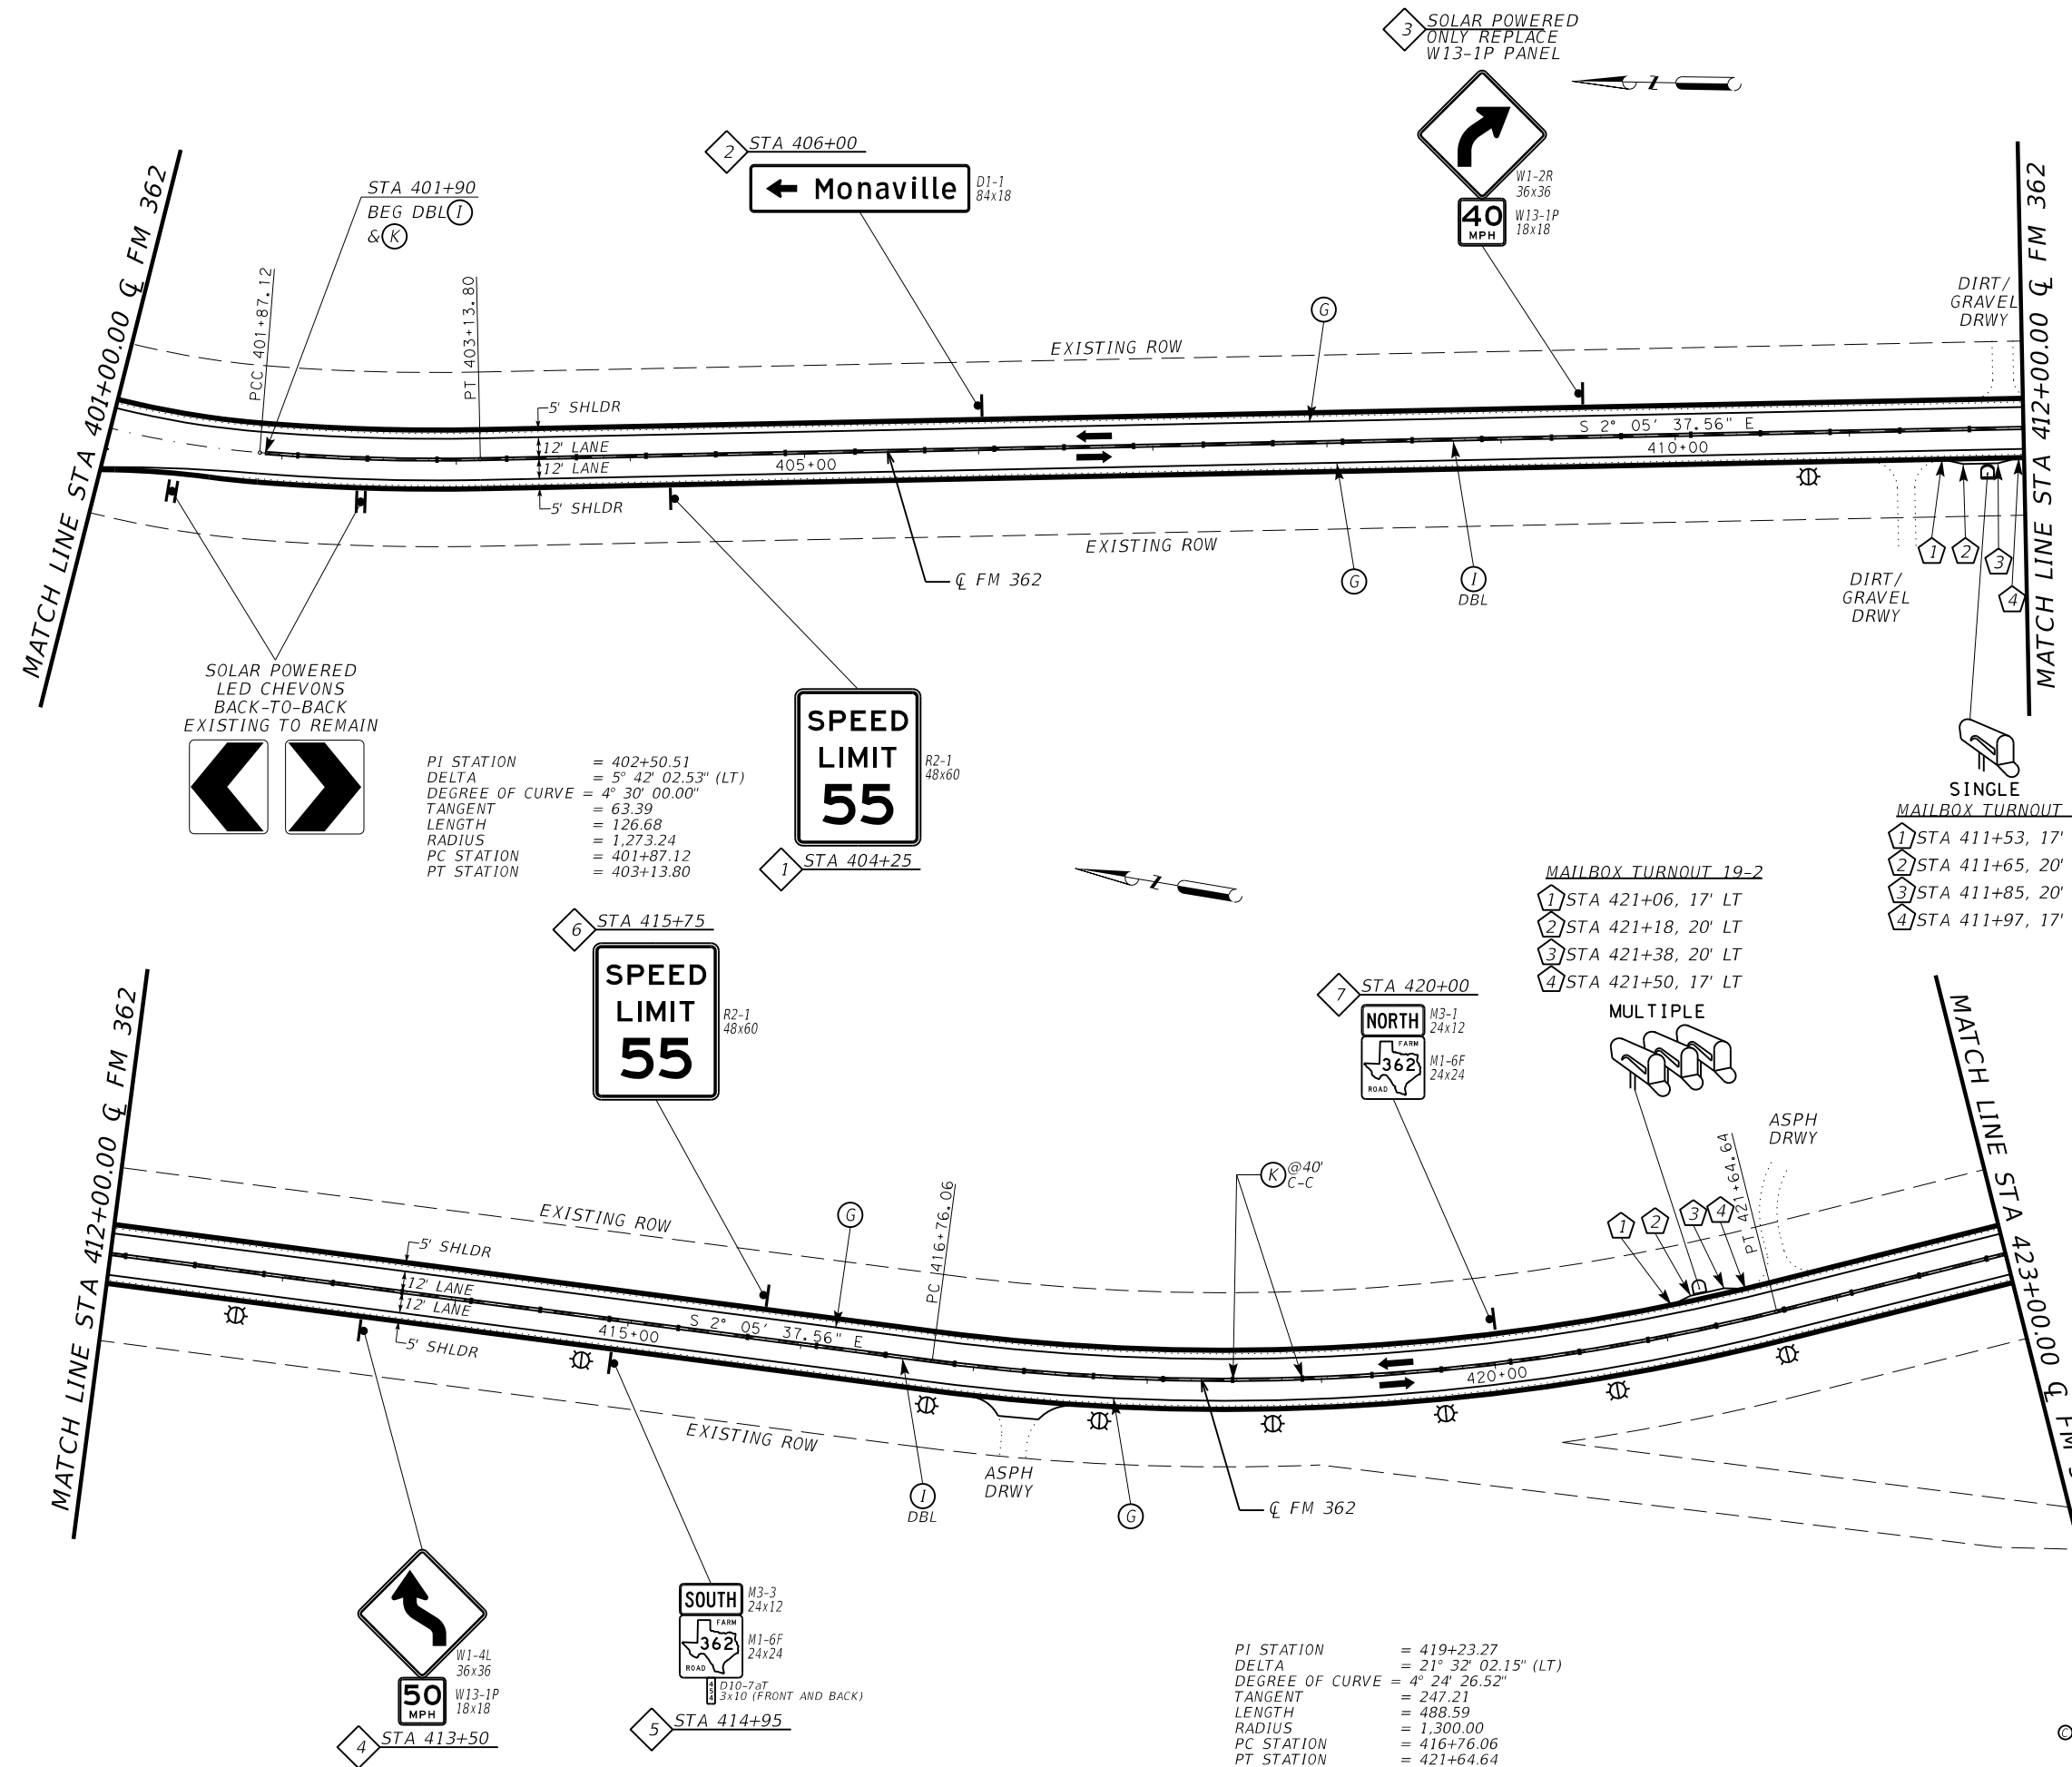 3
SOLAR POWERED
ONLY REPLACE
W13-1P PANEL
Z
2
STA 406+00
← Monaville
D1-1
84x18
W1-2R
36x36
40
MPH
W13-1P
18x18
MATCH LINE STA 401+00.00 ℄ FM 362
STA 401+90
BEG DBL I
& K
PCC 401+87.12
PT 403+13.80
EXISTING ROW
G
DIRT/
GRAVEL
DRWY
MATCH LINE STA 412+00.00 ℄ FM 362
5' SHLDR
12' LANE
12' LANE
5' SHLDR
405+00
S 2° 05' 37.56" E
410+00
EXISTING ROW
℄ FM 362
G
I
DBL
DIRT/
GRAVEL
DRWY
1
2
3
4
SOLAR POWERED
LED CHEVONS
BACK-TO-BACK
EXISTING TO REMAIN
PI STATION = 402+50.51
DELTA = 5° 42' 02.53" (LT)
DEGREE OF CURVE = 4° 30' 00.00"
TANGENT = 63.39
LENGTH = 126.68
RADIUS = 1,273.24
PC STATION = 401+87.12
PT STATION = 403+13.80
SPEED
LIMIT
55
R2-1
48x60
1
STA 404+25
SINGLE
MAILBOX TURNOUT
1 STA 411+53, 17'
2 STA 411+65, 20'
3 STA 411+85, 20'
4 STA 411+97, 17'
Z
MAILBOX TURNOUT 19-2
1 STA 421+06, 17' LT
2 STA 421+18, 20' LT
3 STA 421+38, 20' LT
4 STA 421+50, 17' LT
MULTIPLE
6
STA 415+75
SPEED
LIMIT
55
R2-1
48x60
7
STA 420+00
NORTH
M3-1
24x12
FARM
362
ROAD
M1-6F
24x24
MATCH LINE STA 412+00.00 ℄ FM 362
EXISTING ROW
G
PC 416+76.06
K
@40'
C-C
1
2
3
4
PT 421+64.64
ASPH
DRWY
MATCH LINE STA 423+00.00 ℄ FM
5' SHLDR
12' LANE
12' LANE
5' SHLDR
415+00
S 2° 05' 37.56" E
420+00
EXISTING ROW
I
DBL
ASPH
DRWY
G
℄ FM 362
W1-4L
36x36
50
MPH
W13-1P
18x18
4
STA 413+50
SOUTH
M3-3
24x12
FARM
362
ROAD
M1-6F
24x24
454
D10-7aT
3x10 (FRONT AND BACK)
5
STA 414+95
PI STATION = 419+23.27
DELTA = 21° 32' 02.15" (LT)
DEGREE OF CURVE = 4° 24' 26.52"
TANGENT = 247.21
LENGTH = 488.59
RADIUS = 1,300.00
PC STATION = 416+76.06
PT STATION = 421+64.64
©